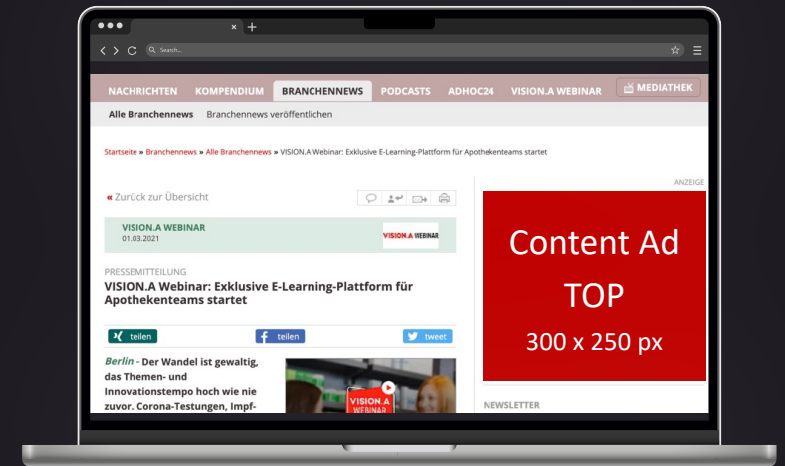 Search...
NACHRICHTEN KOMPENDIUM BRANCHENNEWS PODCASTS ADHOC24 VISION.A WEBINAR MEDIATHEK
Alle Branchennews Branchennews veröffentlichen
Startseite » Branchennews » Alle Branchennews » VISION.A Webinar: Exklusive E-Learning-Plattform für Apothekenteams startet
ANZEIGE
« Zurück zur Übersicht
VISION.A WEBINAR
01.03.2021
VISION.A WEBINAR
PRESSEMITTEILUNG
VISION.A Webinar: Exklusive E-Learning-Plattform für
Apothekenteams startet
teilen teilen tweet
Berlin - Der Wandel ist gewaltig,
das Themen- und
Innovationstempo hoch wie nie
zuvor. Corona-Testungen, Impf-
VISION.A
WEBINAR
Content Ad
TOP
300 x 250 px
NEWSLETTER